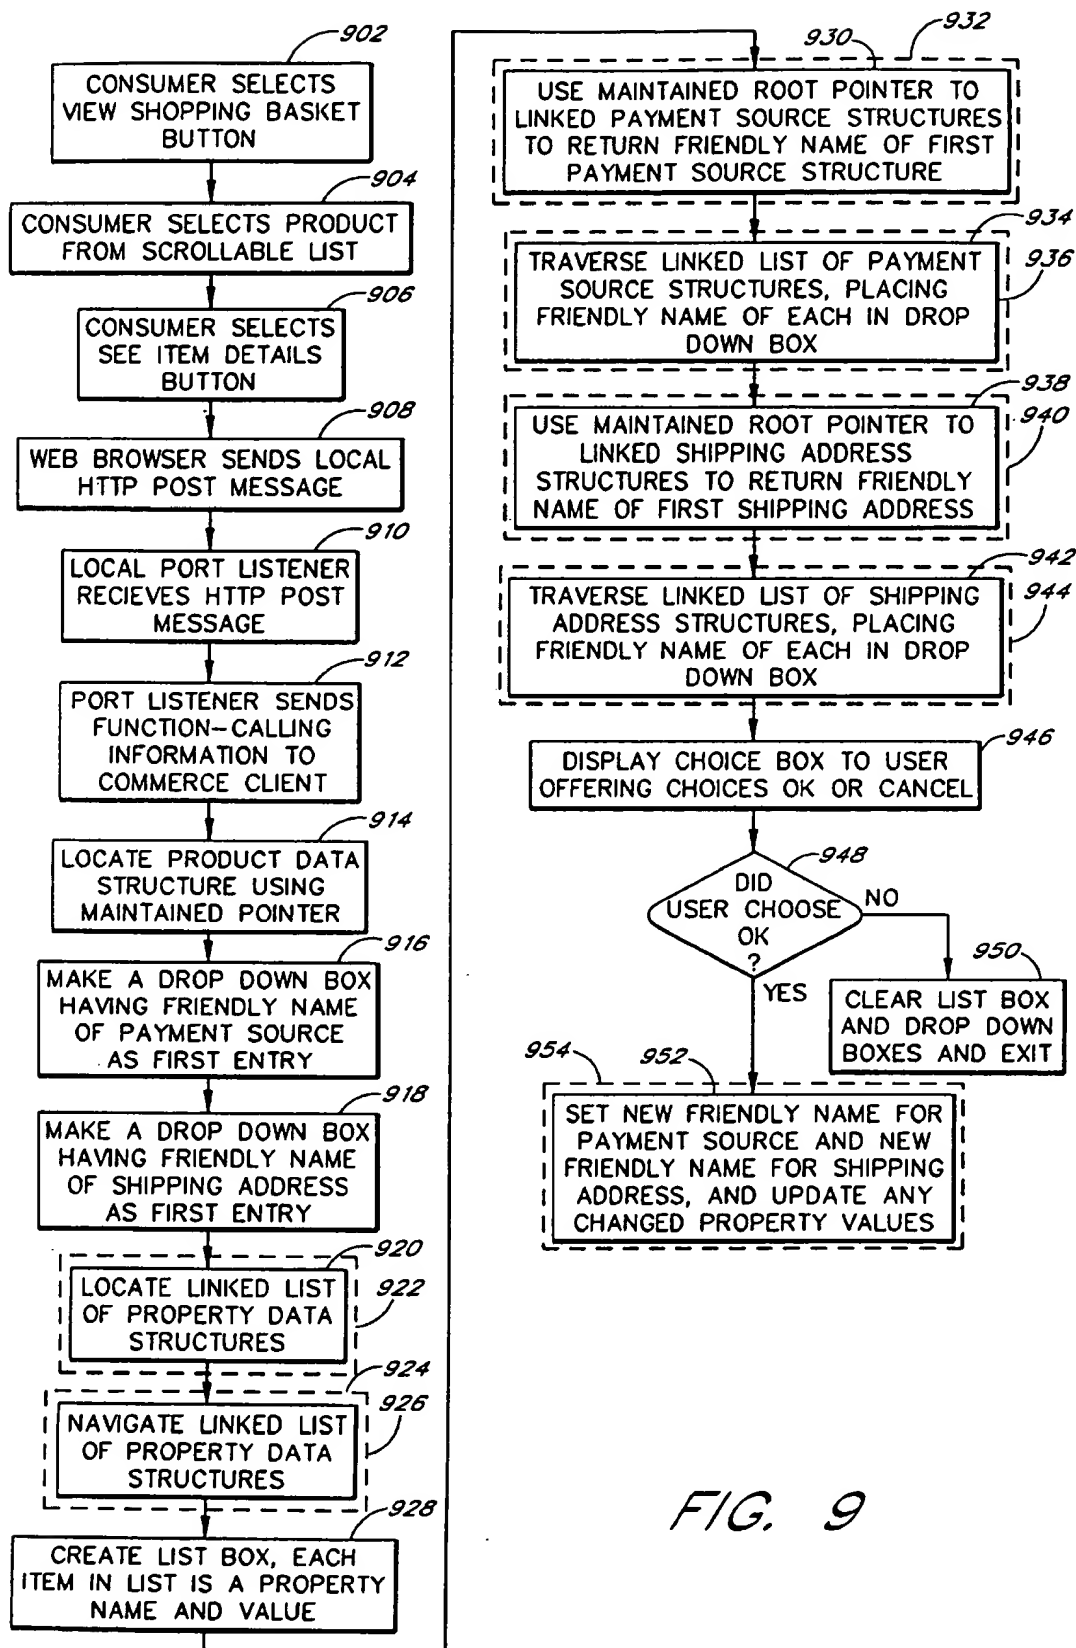 902
CONSUMER SELECTS
VIEW SHOPPING BASKET
BUTTON
904
CONSUMER SELECTS PRODUCT
FROM SCROLLABLE LIST
906
CONSUMER SELECTS
SEE ITEM DETAILS
BUTTON
908
WEB BROWSER SENDS LOCAL
HTTP POST MESSAGE
910
LOCAL PORT LISTENER
RECIEVES HTTP POST
MESSAGE
912
PORT LISTENER SENDS
FUNCTION-CALLING
INFORMATION TO
COMMERCE CLIENT
914
LOCATE PRODUCT DATA
STRUCTURE USING
MAINTAINED POINTER
916
MAKE A DROP DOWN BOX
HAVING FRIENDLY NAME
OF PAYMENT SOURCE
AS FIRST ENTRY
918
MAKE A DROP DOWN BOX
HAVING FRIENDLY NAME
OF SHIPPING ADDRESS
AS FIRST ENTRY
920
922
LOCATE LINKED LIST
OF PROPERTY DATA
STRUCTURES
924
926
NAVIGATE LINKED LIST
OF PROPERTY DATA
STRUCTURES
928
CREATE LIST BOX, EACH
ITEM IN LIST IS A PROPERTY
NAME AND VALUE
930
932
USE MAINTAINED ROOT POINTER TO
LINKED PAYMENT SOURCE STRUCTURES
TO RETURN FRIENDLY NAME OF FIRST
PAYMENT SOURCE STRUCTURE
934
936
TRAVERSE LINKED LIST OF PAYMENT
SOURCE STRUCTURES, PLACING
FRIENDLY NAME OF EACH IN DROP
DOWN BOX
938
940
USE MAINTAINED ROOT POINTER TO
LINKED SHIPPING ADDRESS
STRUCTURES TO RETURN FRIENDLY
NAME OF FIRST SHIPPING ADDRESS
942
944
TRAVERSE LINKED LIST OF SHIPPING
ADDRESS STRUCTURES, PLACING
FRIENDLY NAME OF EACH IN DROP
DOWN BOX
946
DISPLAY CHOICE BOX TO USER
OFFERING CHOICES OK OR CANCEL
948
DID
USER CHOOSE
OK
?
NO
YES
950
CLEAR LIST BOX
AND DROP DOWN
BOXES AND EXIT
954
952
SET NEW FRIENDLY NAME FOR
PAYMENT SOURCE AND NEW
FRIENDLY NAME FOR SHIPPING
ADDRESS, AND UPDATE ANY
CHANGED PROPERTY VALUES
FIG. 9